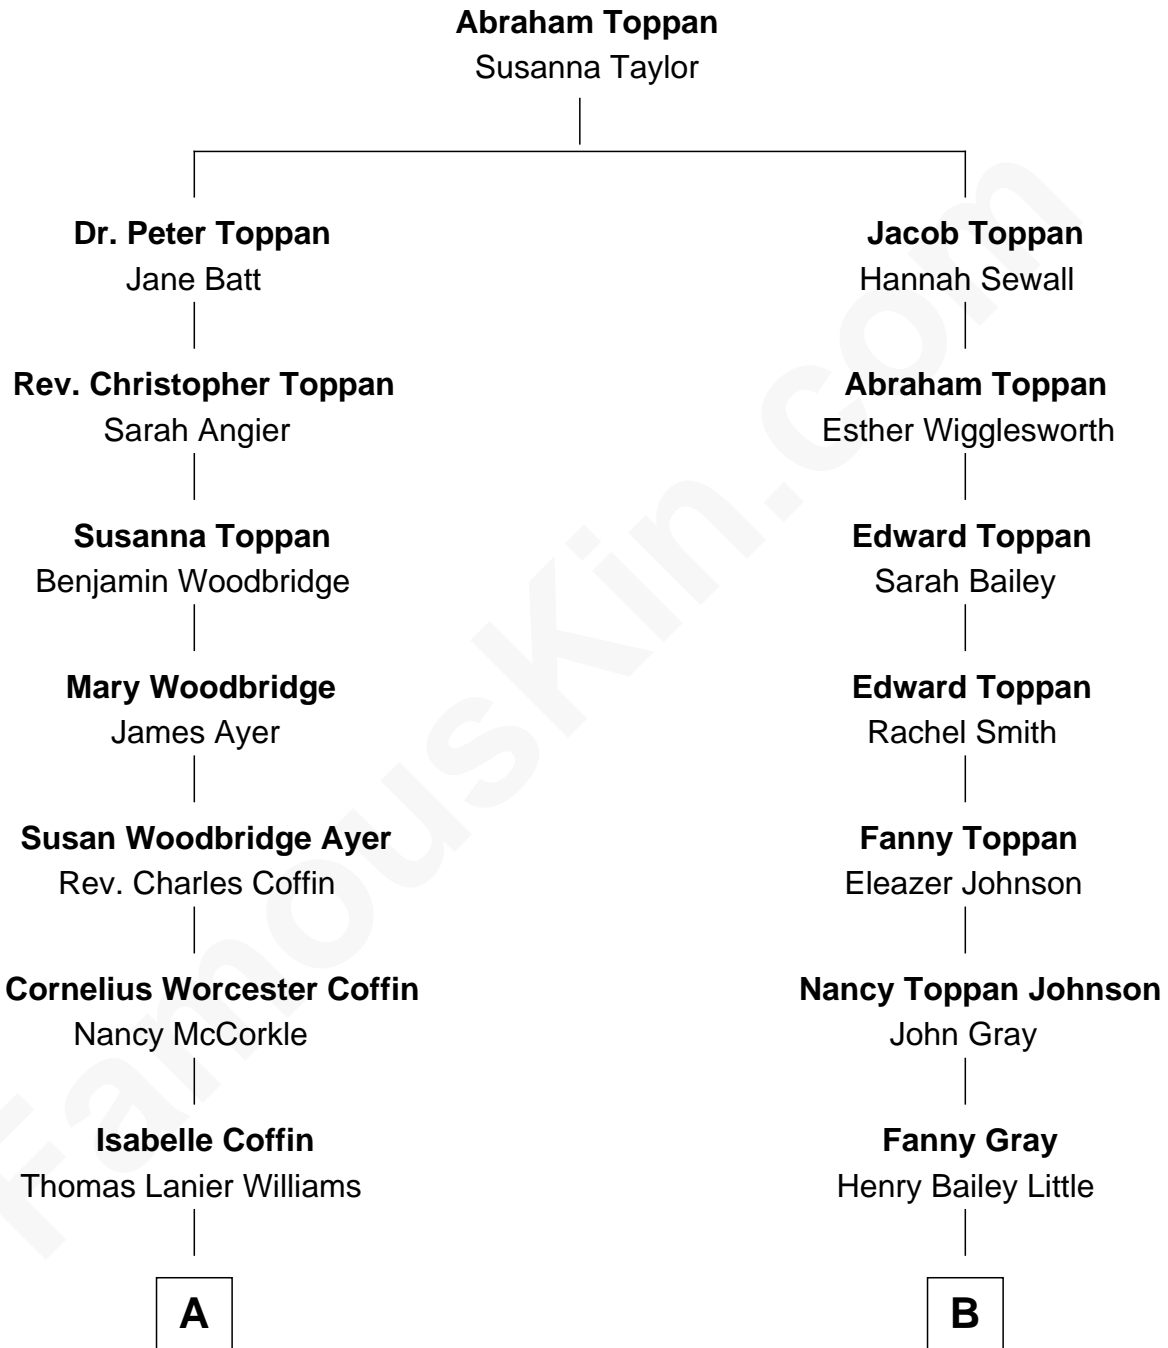 Abraham Toppan
Susanna Taylor
Dr. Peter Toppan
Jane Batt
Jacob Toppan
Hannah Sewall
Rev. Christopher Toppan
Sarah Angier
Abraham Toppan
Esther Wigglesworth
Susanna Toppan
Benjamin Woodbridge
Edward Toppan
Sarah Bailey
Mary Woodbridge
James Ayer
Edward Toppan
Rachel Smith
Susan Woodbridge Ayer
Rev. Charles Coffin
Fanny Toppan
Eleazer Johnson
Cornelius Worcester Coffin
Nancy McCorkle
Nancy Toppan Johnson
John Gray
Isabelle Coffin
Thomas Lanier Williams
Fanny Gray
Henry Bailey Little
A
B
FamousKin.com